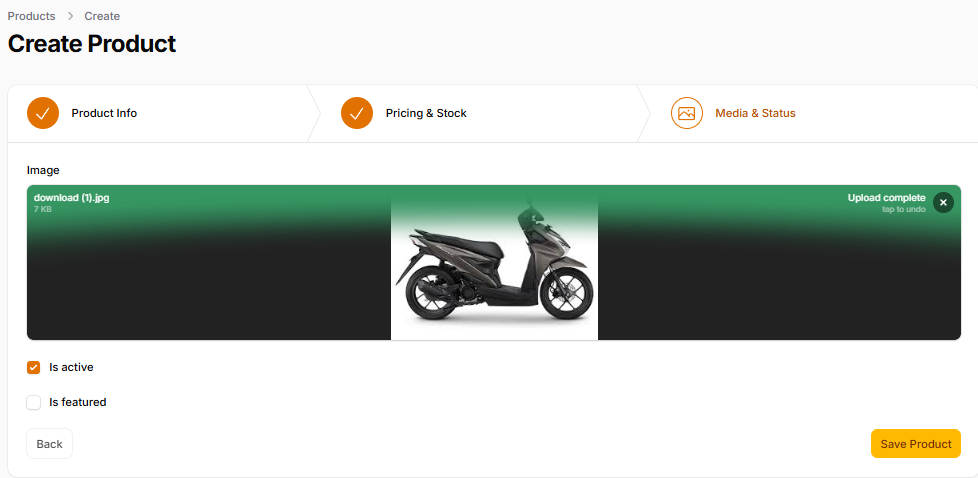 Products > Create
Create Product
Product Info
Pricing & Stock
Media & Status
Image
download (1).jpg
7 KB
Upload complete
tap to undo
Is active
Is featured
Back
Save Product